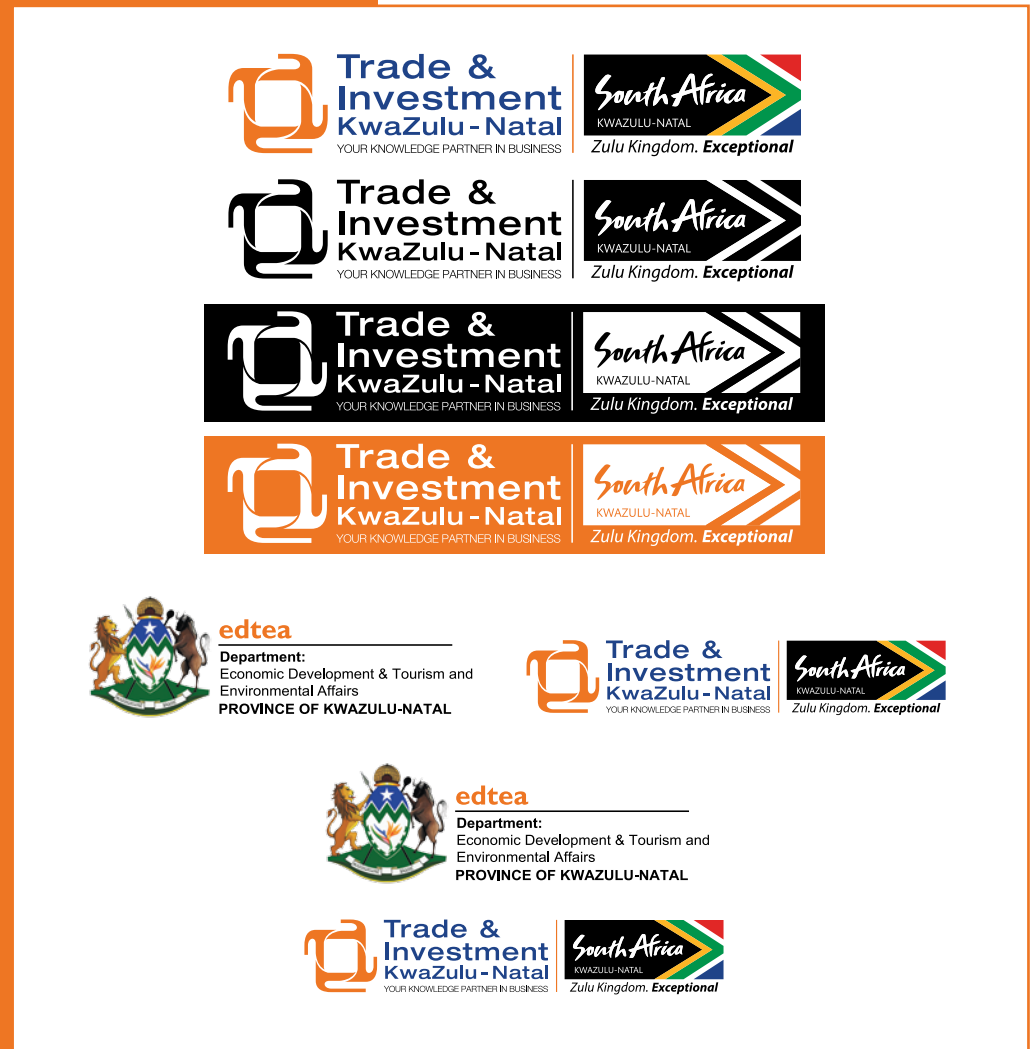 Trade &
Investment
KwaZulu-Natal
YOUR KNOWLEDGE PARTNER IN BUSINESS
South Africa
KWAZULU-NATAL
Zulu Kingdom. Exceptional
Trade &
Investment
KwaZulu-Natal
YOUR KNOWLEDGE PARTNER IN BUSINESS
South Africa
KWAZULU-NATAL
Zulu Kingdom. Exceptional
Trade &
Investment
KwaZulu-Natal
YOUR KNOWLEDGE PARTNER IN BUSINESS
South Africa
KWAZULU-NATAL
Zulu Kingdom. Exceptional
Trade &
Investment
KwaZulu-Natal
YOUR KNOWLEDGE PARTNER IN BUSINESS
South Africa
KWAZULU-NATAL
Zulu Kingdom. Exceptional
edtea
Department:
Economic Development & Tourism and
Environmental Affairs
PROVINCE OF KWAZULU-NATAL
Trade &
Investment
KwaZulu-Natal
YOUR KNOWLEDGE PARTNER IN BUSINESS
South Africa
KWAZULU-NATAL
Zulu Kingdom. Exceptional
edtea
Department:
Economic Development & Tourism and
Environmental Affairs
PROVINCE OF KWAZULU-NATAL
Trade &
Investment
KwaZulu-Natal
YOUR KNOWLEDGE PARTNER IN BUSINESS
South Africa
KWAZULU-NATAL
Zulu Kingdom. Exceptional